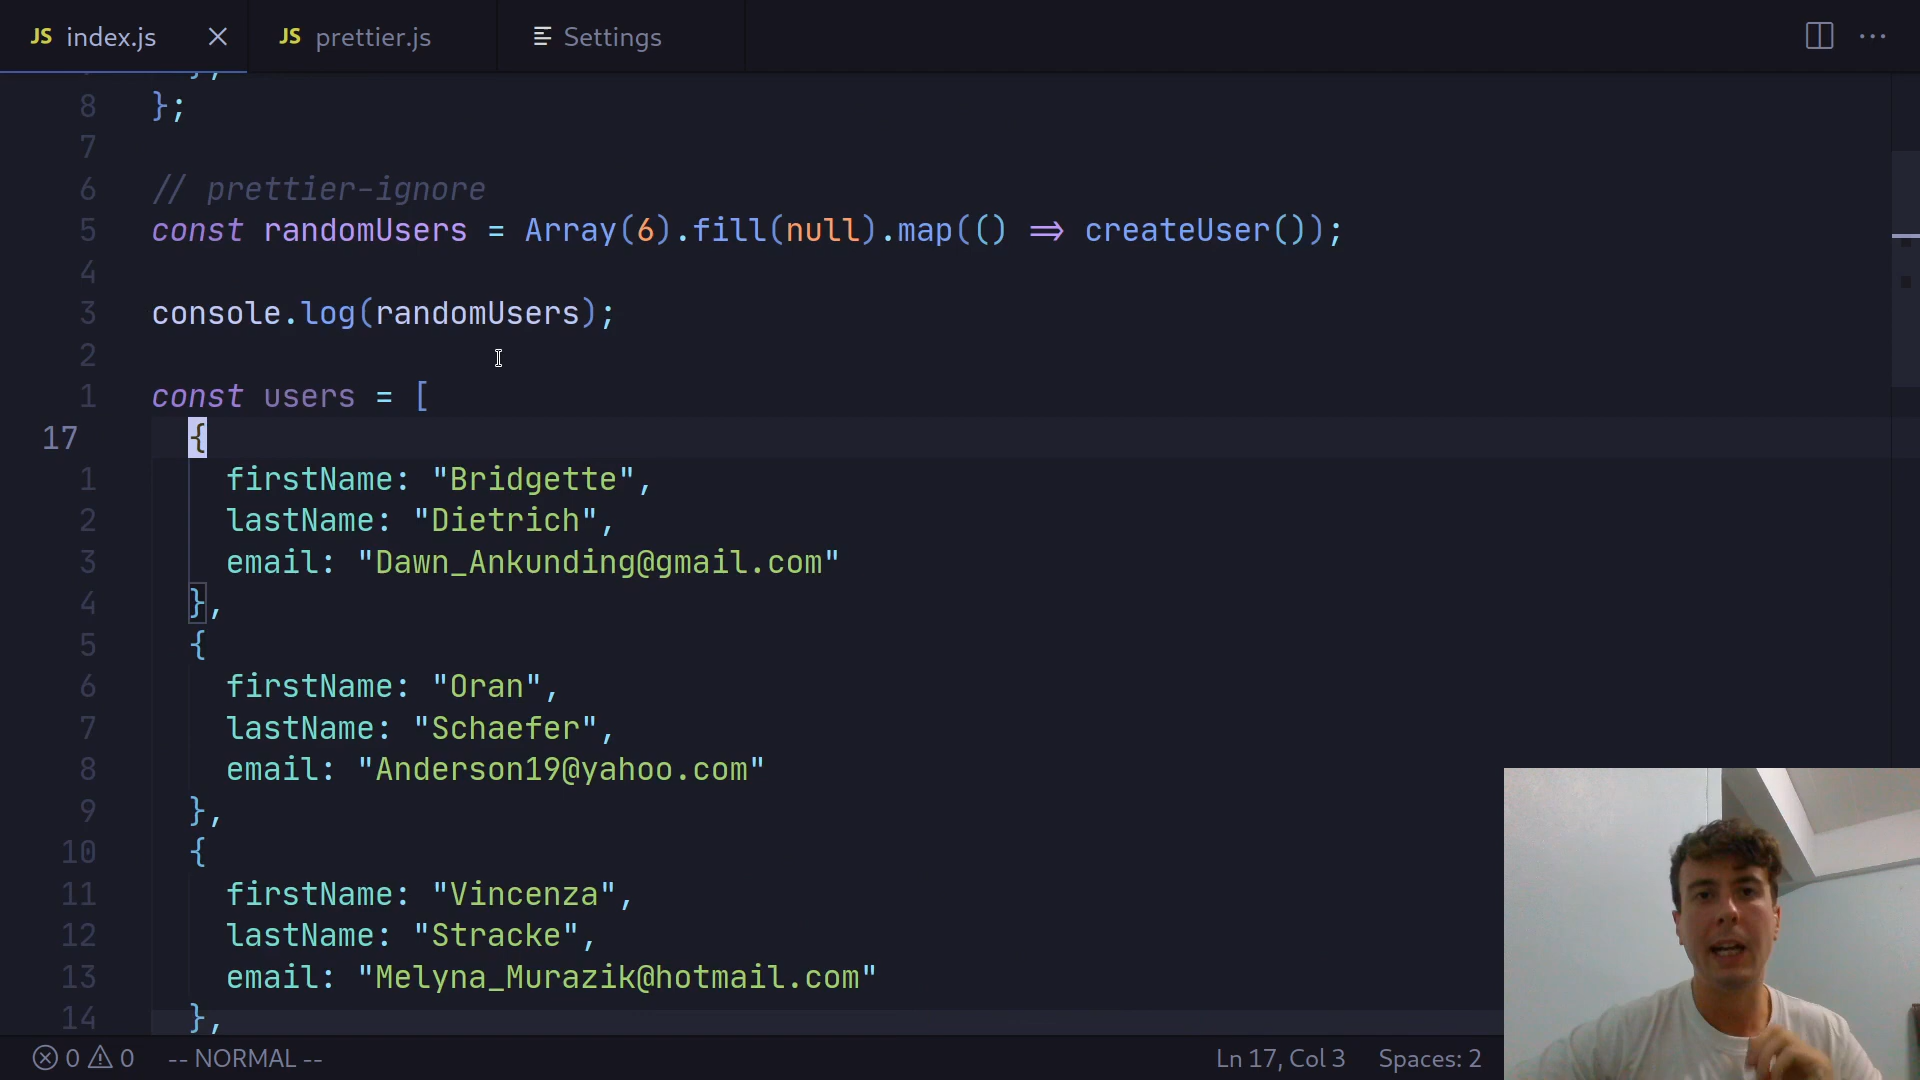 JS index.js JS prettier.js Settings
8 };
7
6 // prettier-ignore
5 const randomUsers = Array(6).fill(null).map(() => createUser());
4
3 console.log(randomUsers);
2
1 const users = [
17 {
1 firstName: "Bridgette",
2 lastName: "Dietrich",
3 email: "Dawn_Ankunding@gmail.com"
4 },
5 {
6 firstName: "Oran",
7 lastName: "Schaefer",
8 email: "Anderson19@yahoo.com"
9 },
10 {
11 firstName: "Vincenza",
12 lastName: "Stracke",
13 email: "Melyna_Murazik@hotmail.com"
14 },
0 0 -- NORMAL -- Ln 17, Col 3 Spaces: 2